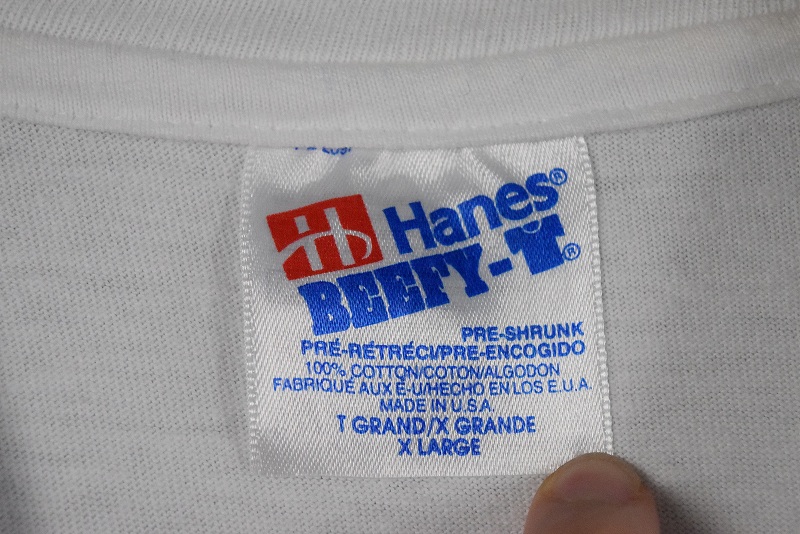 Hanes®
BEEFY-T®
PRE-SHRUNK
PRÉ-RÉTRÉCI/PRE-ENCOGIDO
100% COTTON/COTON/ALGODON
FABRIQUÉ AUX É-U/HECHO EN LOS E.U.A.
MADE IN U.S.A
T GRAND/X GRANDE
X LARGE